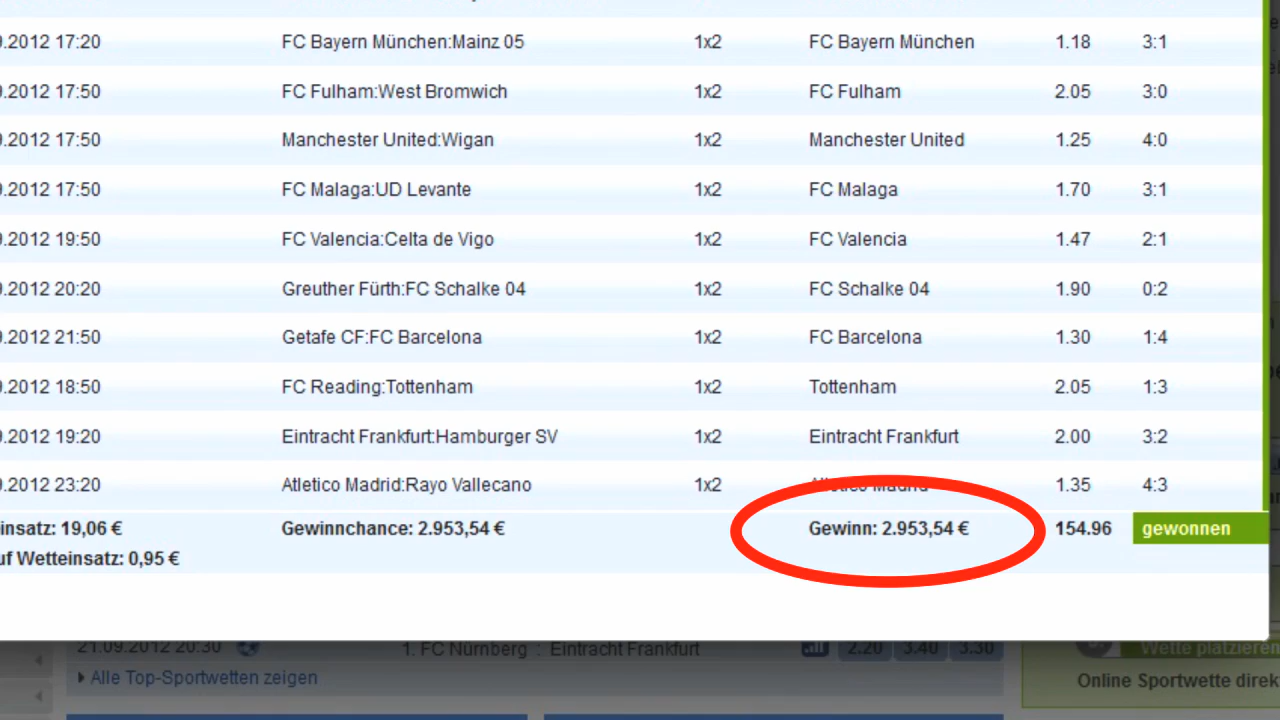 .2012 17:20 FC Bayern München:Mainz 05 1x2 FC Bayern München 1.18 3:1
.2012 17:50 FC Fulham:West Bromwich 1x2 FC Fulham 2.05 3:0
.2012 17:50 Manchester United:Wigan 1x2 Manchester United 1.25 4:0
.2012 17:50 FC Malaga:UD Levante 1x2 FC Malaga 1.70 3:1
.2012 19:50 FC Valencia:Celta de Vigo 1x2 FC Valencia 1.47 2:1
.2012 20:20 Greuther Fürth:FC Schalke 04 1x2 FC Schalke 04 1.90 0:2
.2012 21:50 Getafe CF:FC Barcelona 1x2 FC Barcelona 1.30 1:4
.2012 18:50 FC Reading:Tottenham 1x2 Tottenham 2.05 1:3
.2012 19:20 Eintracht Frankfurt:Hamburger SV 1x2 Eintracht Frankfurt 2.00 3:2
.2012 23:20 Atletico Madrid:Rayo Vallecano 1x2 Atletico Madrid 1.35 4:3
insatz: 19,06 € Gewinnchance: 2.953,54 € Gewinn: 2.953,54 € 154.96 gewonnen
uf Wetteinsatz: 0,95 €
21.09.2012 20:30 1. FC Nürnberg : Eintracht Frankfurt 2.20 3.40 3.30 Wette platzieren
Alle Top-Sportwetten zeigen Online Sportwette direk